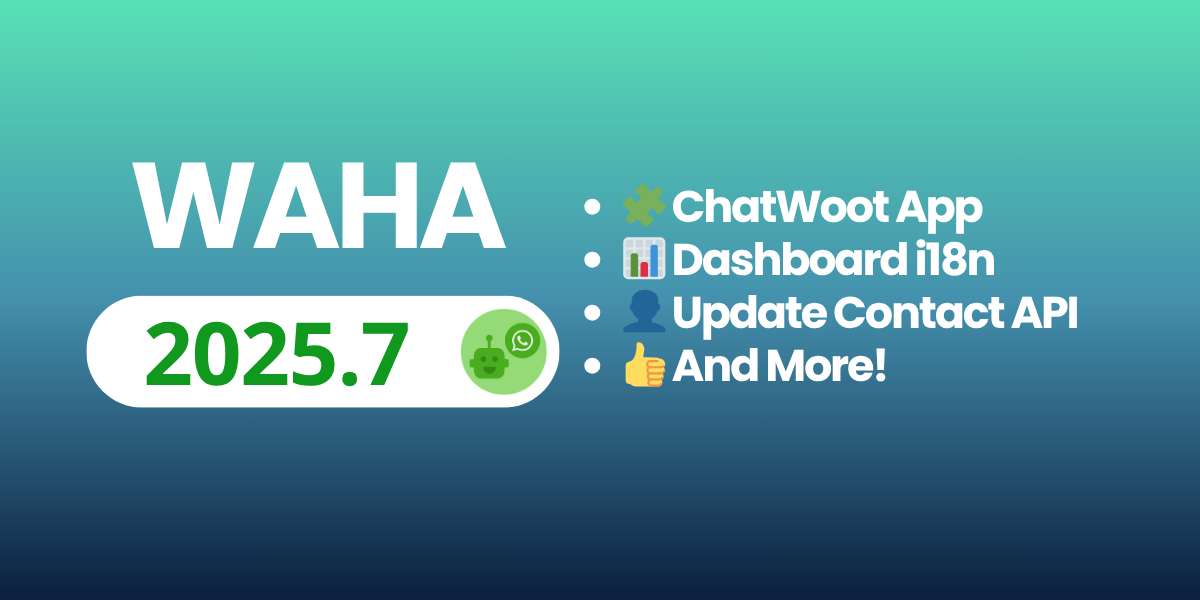 WAHA
2025.7
• 🧩 ChatWoot App
• 📊 Dashboard i18n
• 👤 Update Contact API
• 👍 And More!